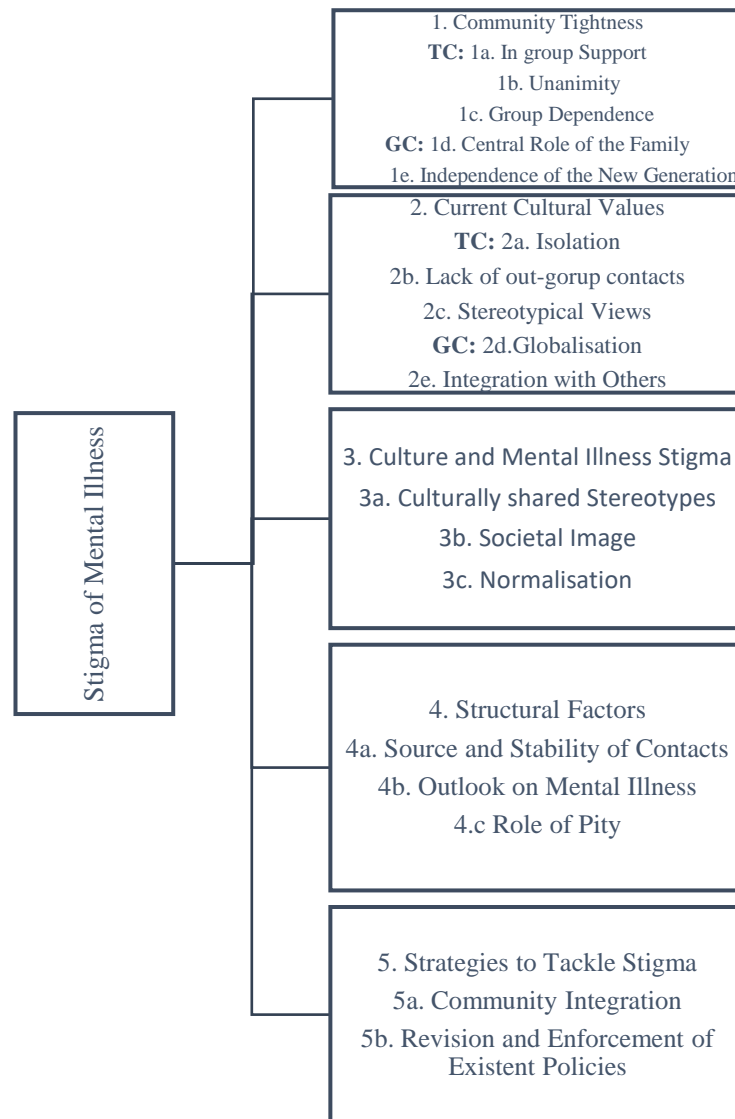 Stigma of Mental Illness
1. Community Tightness
TC: 1a. In group Support
1b. Unanimity
1c. Group Dependence
GC: 1d. Central Role of the Family
1e. Independence of the New Generation
2. Current Cultural Values
TC: 2a. Isolation
2b. Lack of out-gorup contacts
2c. Stereotypical Views
GC: 2d.Globalisation
2e. Integration with Others
3. Culture and Mental Illness Stigma
3a. Culturally shared Stereotypes
3b. Societal Image
3c. Normalisation
4. Structural Factors
4a. Source and Stability of Contacts
4b. Outlook on Mental Illness
4.c Role of Pity
5. Strategies to Tackle Stigma
5a. Community Integration
5b. Revision and Enforcement of
Existent Policies